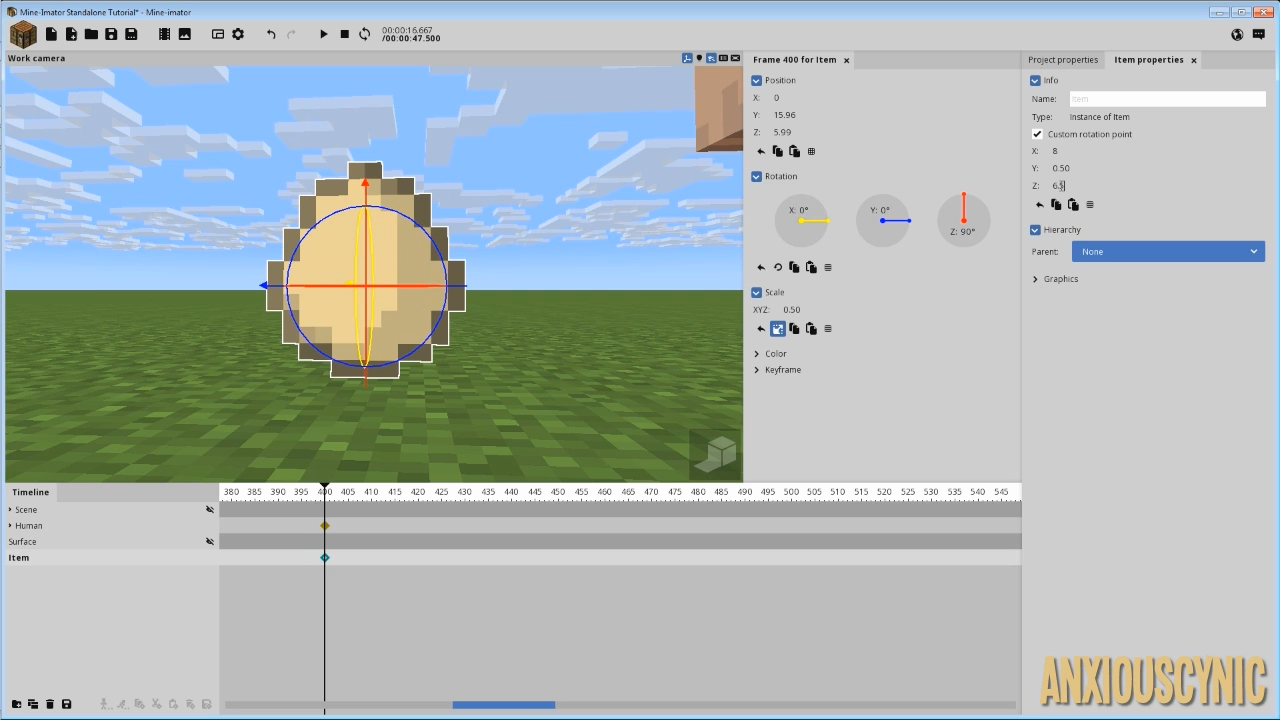 Mine-Imator Standalone Tutorial* - Mine-imator
00:00:16.667
/00:00:47.500
Work camera
Frame 400 for Item
Position
X: 0
Y: 15.96
Z: 5.99
Rotation
X: 0° Y: 0° Z: 90°
Scale
XYZ: 0.50
Color
Keyframe
Project properties Item properties
Info
Name: Item
Type: Instance of Item
Custom rotation point
X: 8
Y: 0.50
Z: 6.5
Hierarchy
Parent: None
Graphics
Timeline
380 385 390 395 400 405 410 415 420 425 430 435 440 445 450 455 460 465 470 475 480 485 490 495 500 505 510 515 520 525 530 535 540 545
Scene
Human
Surface
Item
ANXIOUSCYNIC